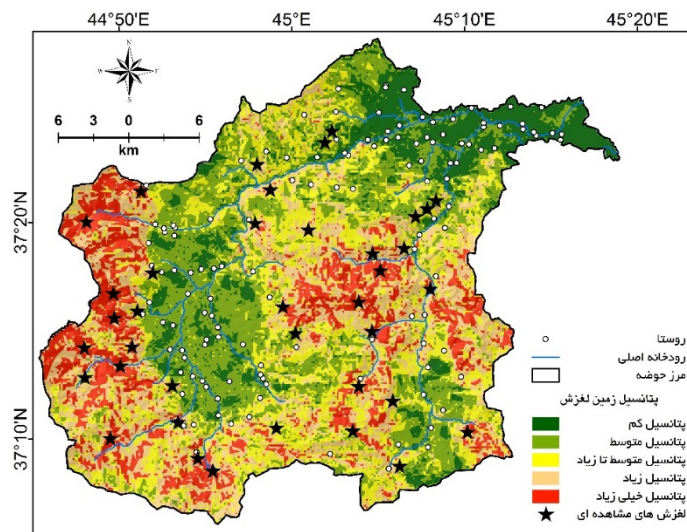 44°50'E 45°0'E 45°10'E 45°20'E
N
W E
S
6 3 0 6
km
37°20'N
37°10'N
روستا
رودخانه اصلی
مرز حوضه
پتانسیل زمین لغزش
پتانسیل کم
پتانسیل متوسط
پتانسیل متوسط تا زیاد
پتانسیل زیاد
پتانسیل خیلی زیاد
لغزش های مشاهده ای